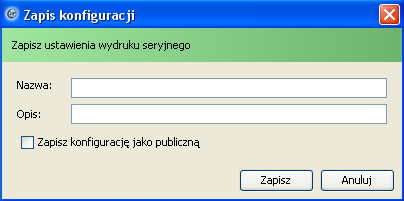 Zapis konfiguracji
Zapisz ustawienia wydruku seryjnego
Nazwa:
Opis:
Zapisz konfigurację jako publiczną
Zapisz Anuluj